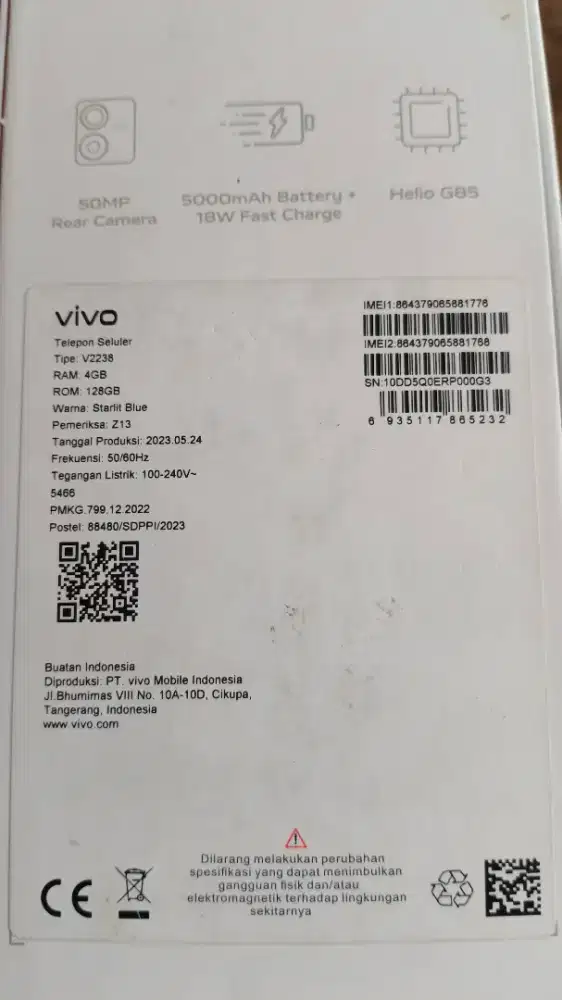 50MP
Rear Camera
5000mAh Battery +
18W Fast Charge
Helio G85
vivo
Telepon Seluler
Tipe: V2238
RAM: 4GB
ROM: 128GB
Warna: Starlit Blue
Pemeriksa: Z13
Tanggal Produksi: 2023.05.24
Frekuensi: 50/60Hz
Tegangan Listrik: 100-240V~
5466
PMKG.799.12.2022
Postel: 88480/SDPPI/2023
IMEI1:864379065881776
IMEI2:864379065881768
SN:10DD5Q0ERP000G3
6 935117 865232
Buatan Indonesia
Diproduksi: PT. vivo Mobile Indonesia
Jl.Bhumimas VIII No. 10A-10D, Cikupa,
Tangerang, Indonesia
www.vivo.com
Dilarang melakukan perubahan
spesifikasi yang dapat menimbulkan
gangguan fisik dan/atau
elektromagnetik terhadap lingkungan
sekitarnya
CE